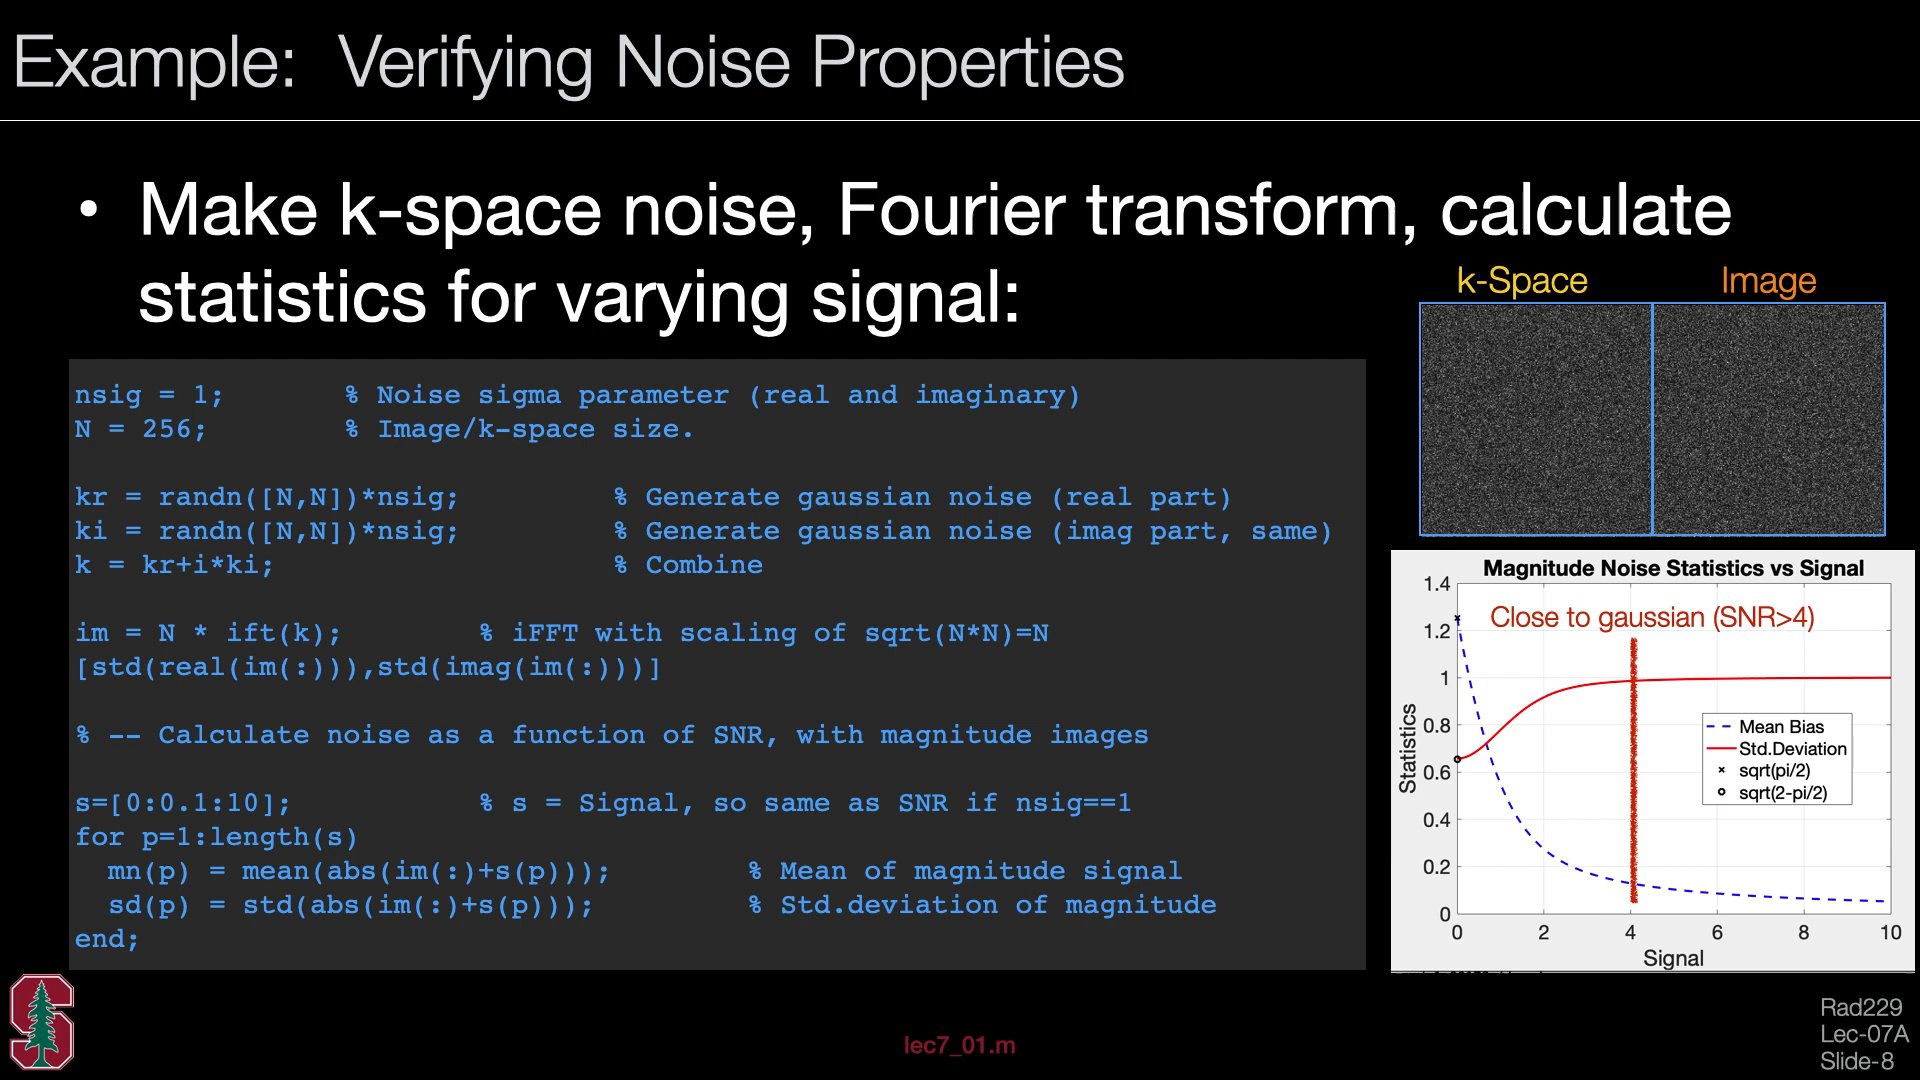 Example: Verifying Noise Properties
• Make k-space noise, Fourier transform, calculate
statistics for varying signal:
k-Space Image
nsig = 1; % Noise sigma parameter (real and imaginary)
N = 256; % Image/k-space size.
kr = randn([N,N])*nsig; % Generate gaussian noise (real part)
ki = randn([N,N])*nsig; % Generate gaussian noise (imag part, same)
k = kr+i*ki; % Combine
im = N * ift(k); % iFFT with scaling of sqrt(N*N)=N
[std(real(im(:))),std(imag(im(:)))]
% -- Calculate noise as a function of SNR, with magnitude images
s=[0:0.1:10]; % s = Signal, so same as SNR if nsig==1
for p=1:length(s)
mn(p) = mean(abs(im(:)+s(p))); % Mean of magnitude signal
sd(p) = std(abs(im(:)+s(p))); % Std.deviation of magnitude
end;
Magnitude Noise Statistics vs Signal
Close to gaussian (SNR>4)
1.4
1.2
1
0.8
0.6
0.4
0.2
0
Statistics
Mean Bias
Std.Deviation
sqrt(pi/2)
sqrt(2-pi/2)
0 2 4 6 8 10
Signal
S
lec7_01.m
Rad229
Lec-07A
Slide-8